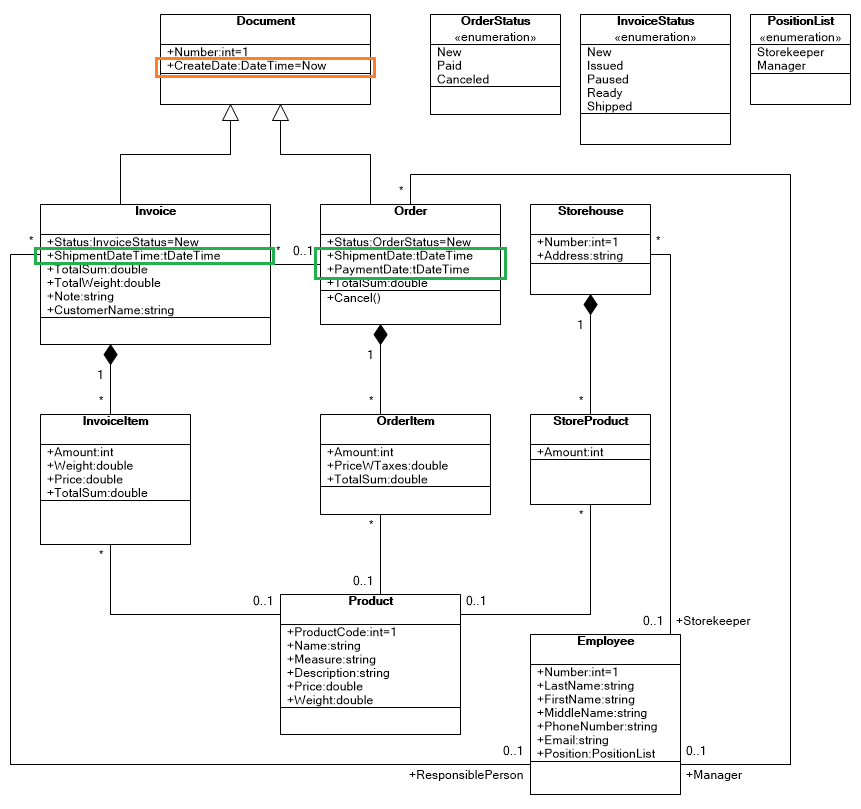 Document
+Number:int=1
+CreateDate:DateTime=Now
OrderStatus
«enumeration»
New
Paid
Canceled
InvoiceStatus
«enumeration»
New
Issued
Paused
Ready
Shipped
PositionList
«enumeration»
Storekeeper
Manager
*
*
Invoice
+Status:InvoiceStatus=New
+ShipmentDateTime:tDateTime
+TotalSum:double
+TotalWeight:double
+Note:string
+CustomerName:string
*
0..1
Order
+Status:OrderStatus=New
+ShipmentDate:tDateTime
+PaymentDate:tDateTime
+TotalSum:double
+Cancel()
Storehouse
+Number:int=1
+Address:string
*
1
*
1
*
1
*
InvoiceItem
+Amount:int
+Weight:double
+Price:double
+TotalSum:double
OrderItem
+Amount:int
+PriceWTaxes:double
+TotalSum:double
StoreProduct
+Amount:int
*
*
*
0..1
0..1
0..1
Product
+ProductCode:int=1
+Name:string
+Measure:string
+Description:string
+Price:double
+Weight:double
0..1
+Storekeeper
Employee
+Number:int=1
+LastName:string
+FirstName:string
+MiddleName:string
+PhoneNumber:string
+Email:string
+Position:PositionList
0..1
+ResponsiblePerson
0..1
+Manager